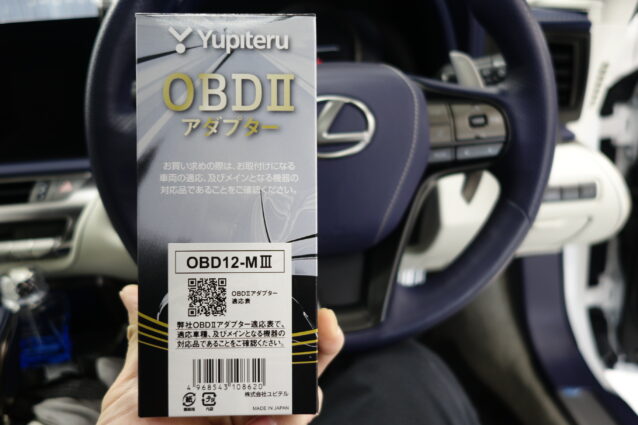 Yupiteru
OBDⅡ
アダプター
お買い求めの際は、お取付けになる
車両の適応、及びメインとなる機器の
対応品であることをご確認ください。
OBD12-MⅢ
OBDⅡアダプター
適応表
弊社OBDⅡアダプター適応表で、
適応車種、及びメインとなる機器の
対応品であることをご確認ください。
4 968543 108620
株式会社ユピテル
MADE IN JAPAN